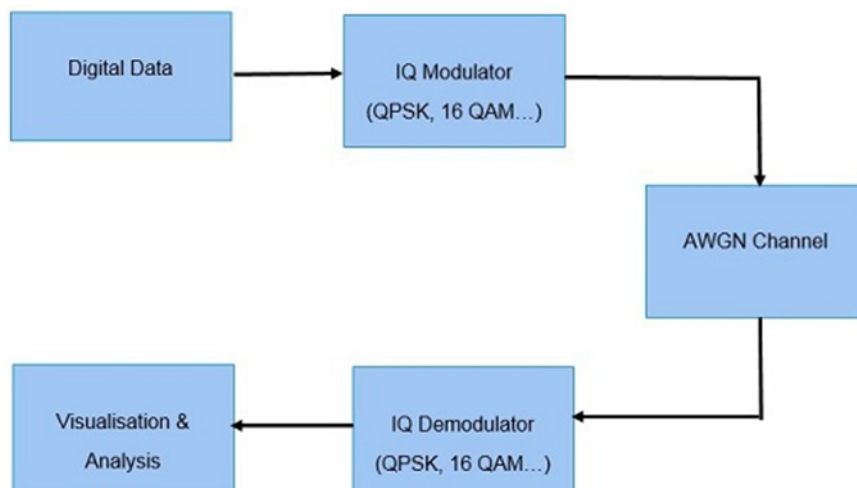 Digital Data
IQ Modulator
(QPSK, 16 QAM...)
AWGN Channel
IQ Demodulator
(QPSK, 16 QAM...)
Visualisation &
Analysis